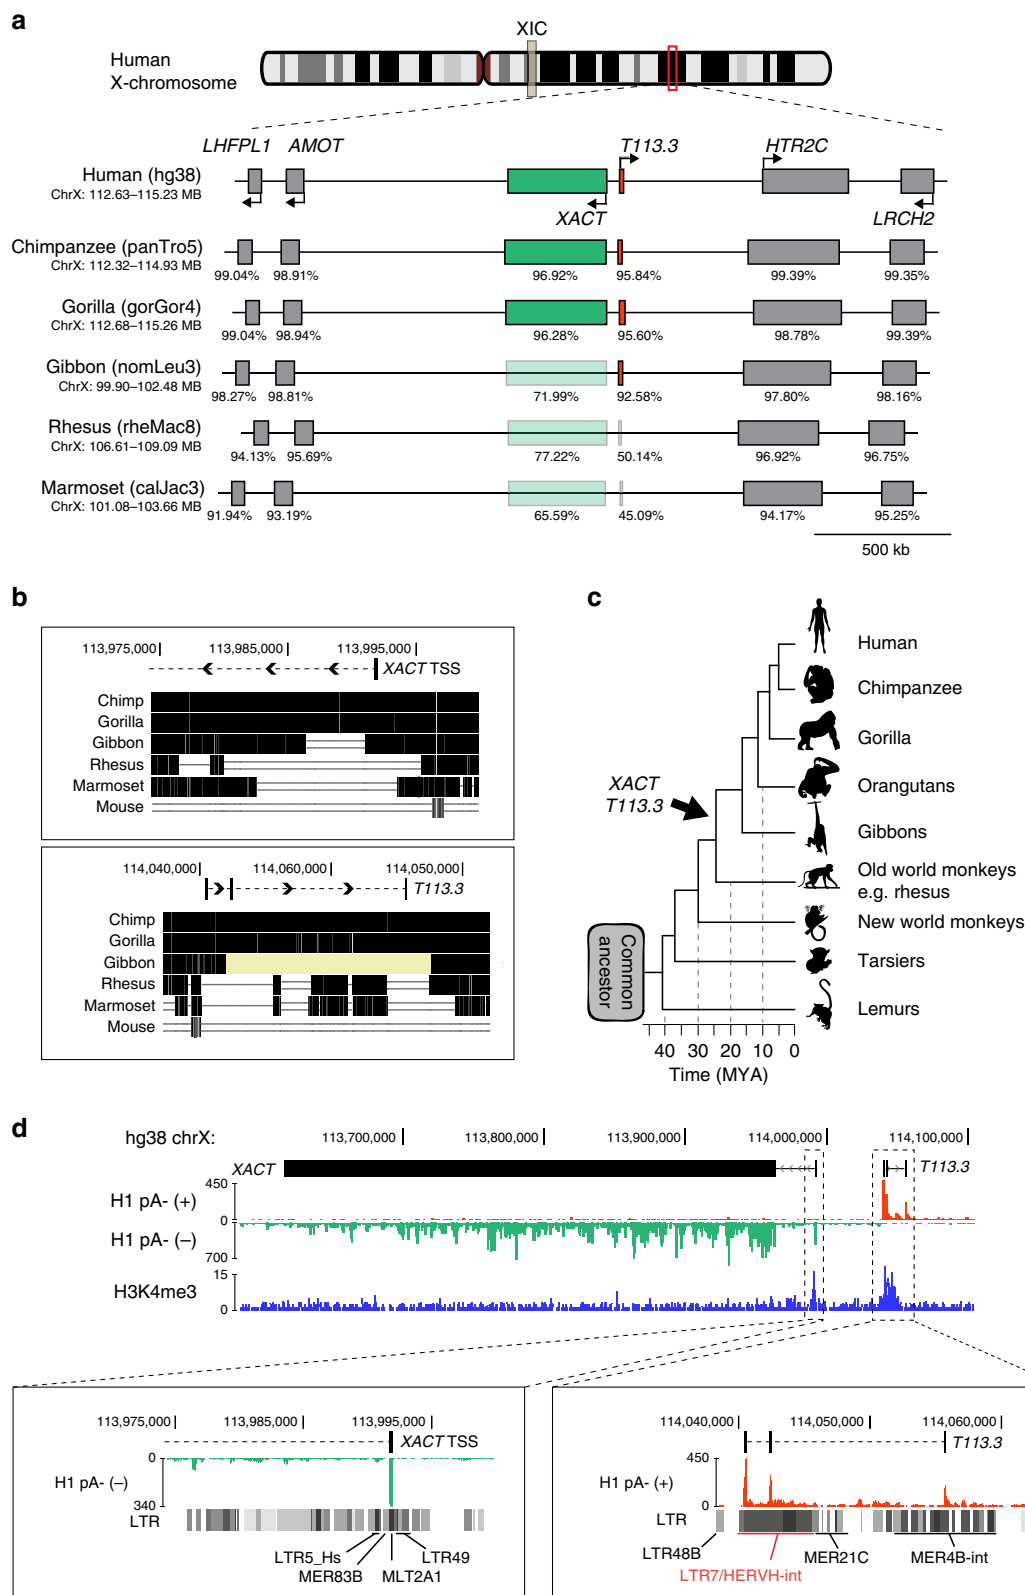 a
XIC
Human
X-chromosome
LHFPL1
AMOT
T113.3
HTR2C
Human (hg38)
ChrX: 112.63–115.23 MB
XACT
LRCH2
Chimpanzee (panTro5)
ChrX: 112.32–114.93 MB
99.04%
98.91%
96.92%
95.84%
99.39%
99.35%
Gorilla (gorGor4)
ChrX: 112.68–115.26 MB
99.04%
98.94%
96.28%
95.60%
98.78%
99.39%
Gibbon (nomLeu3)
ChrX: 99.90–102.48 MB
98.27%
98.81%
71.99%
92.58%
97.80%
98.16%
Rhesus (rheMac8)
ChrX: 106.61–109.09 MB
94.13%
95.69%
77.22%
50.14%
96.92%
96.75%
Marmoset (calJac3)
ChrX: 101.08–103.66 MB
91.94%
93.19%
65.59%
45.09%
94.17%
95.25%
500 kb
b
113,975,000
113,985,000
113,995,000
XACT TSS
Chimp
Gorilla
Gibbon
Rhesus
Marmoset
Mouse
114,040,000
114,060,000
114,050,000
T113.3
Chimp
Gorilla
Gibbon
Rhesus
Marmoset
Mouse
c
Human
Chimpanzee
Gorilla
Orangutans
Gibbons
Old world monkeys
e.g. rhesus
New world monkeys
Tarsiers
Lemurs
XACT
T113.3
Common
ancestor
40 30 20 10 0
Time (MYA)
d
hg38 chrX:
113,700,000
113,800,000
113,900,000
114,000,000
114,100,000
XACT
T113.3
450
H1 pA- (+)
0
H1 pA- (–)
700
15
H3K4me3
0
113,975,000
113,985,000
113,995,000
XACT TSS
0
H1 pA- (–)
340
LTR
LTR5_Hs
MER83B
MLT2A1
LTR49
114,040,000
114,050,000
114,060,000
T113.3
450
H1 pA- (+)
0
LTR
LTR48B
LTR7/HERVH-int
MER21C
MER4B-int